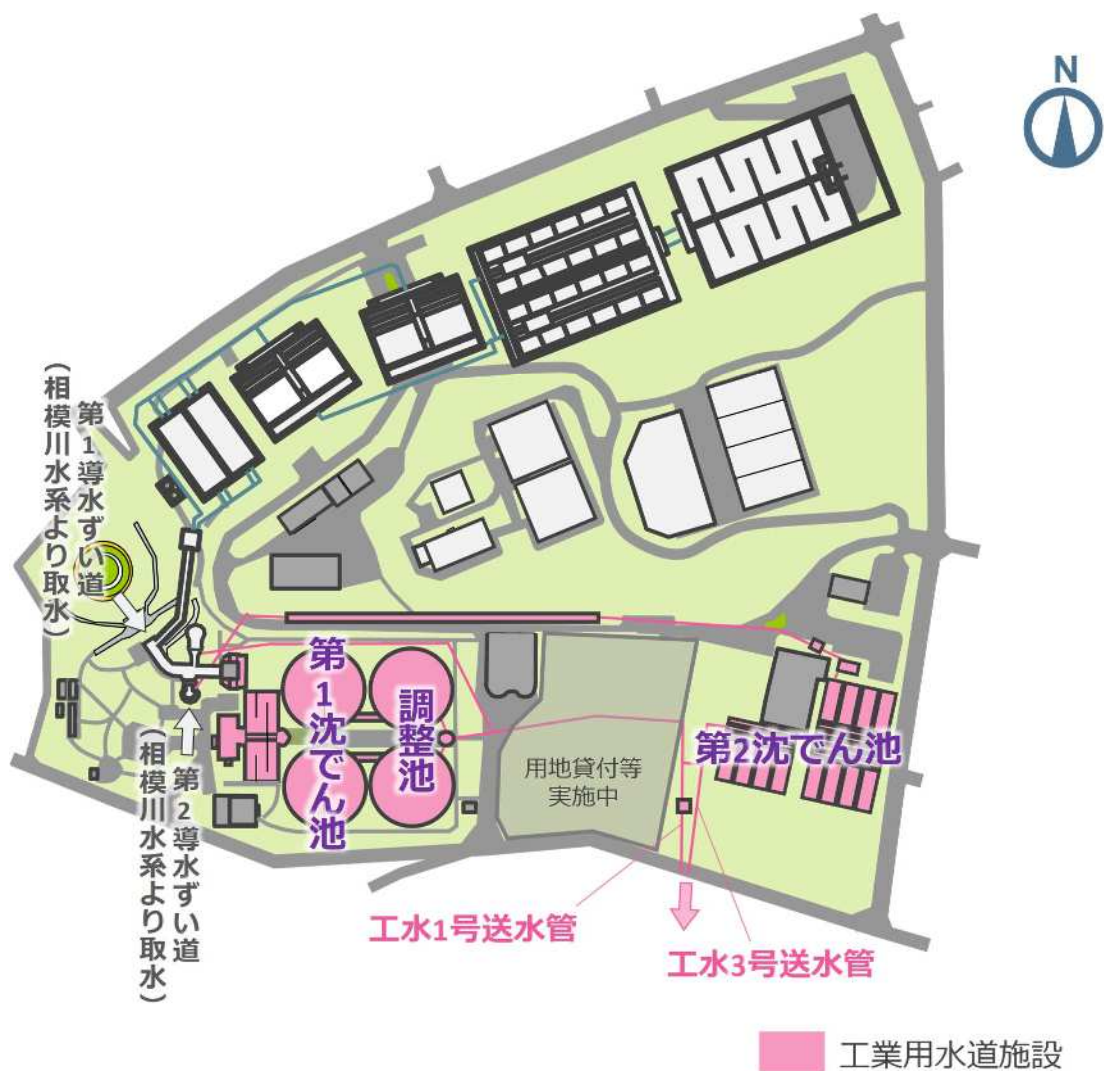 N
第1導水ずい道
(相模川水系より取水)
第1沈でん池
調整池
用地貸付等
実施中
第2沈でん池
第2導水ずい道
(相模川水系より取水)
工水1号送水管
工水3号送水管
工業用水道施設